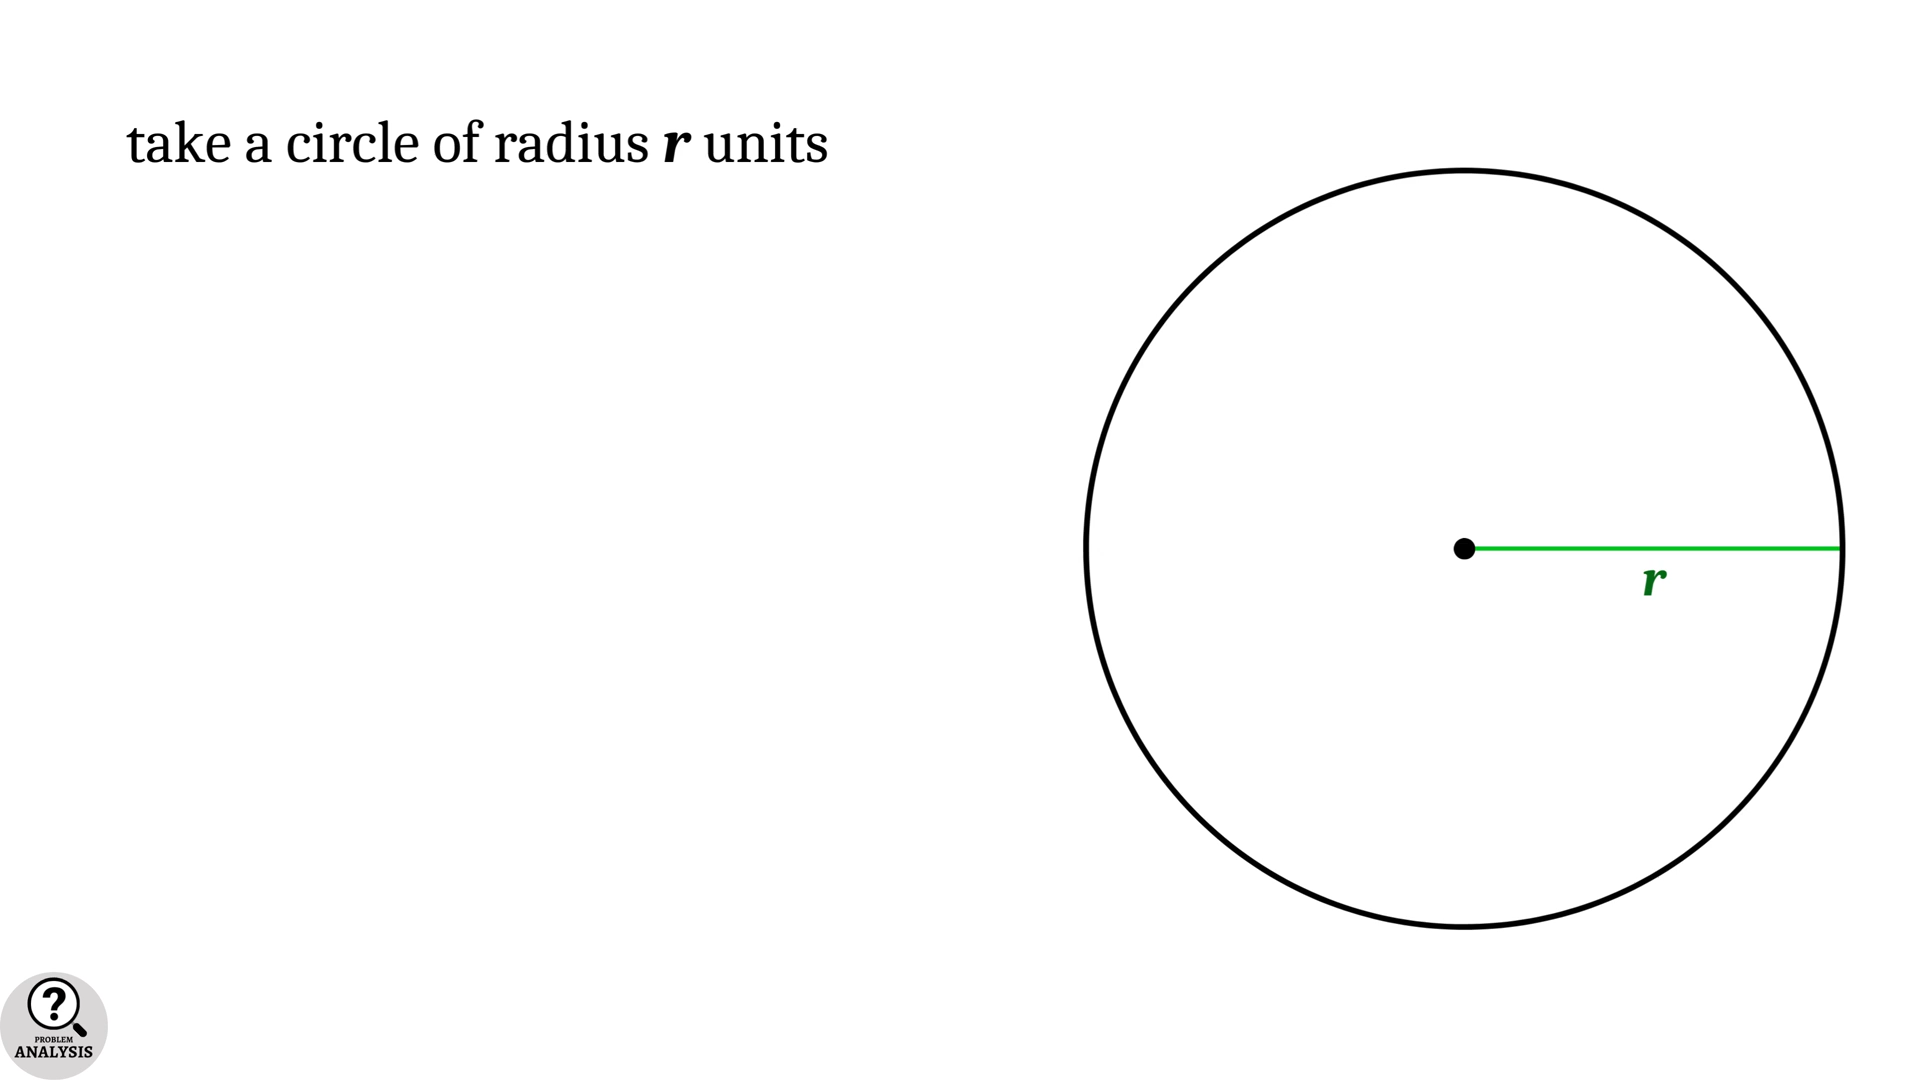 take a circle of radius r units
r
?
PROBLEM
ANALYSIS